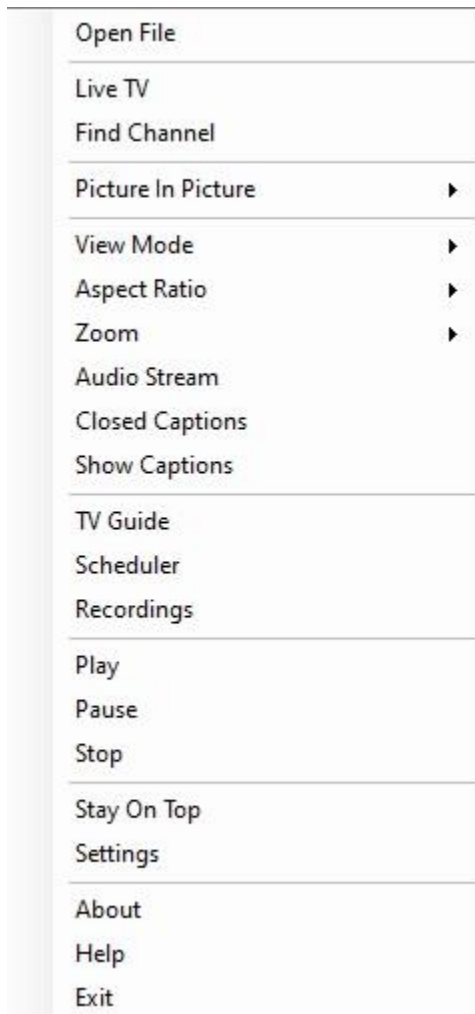 Open File
Live TV
Find Channel
Picture In Picture
View Mode
Aspect Ratio
Zoom
Audio Stream
Closed Captions
Show Captions
TV Guide
Scheduler
Recordings
Play
Pause
Stop
Stay On Top
Settings
About
Help
Exit